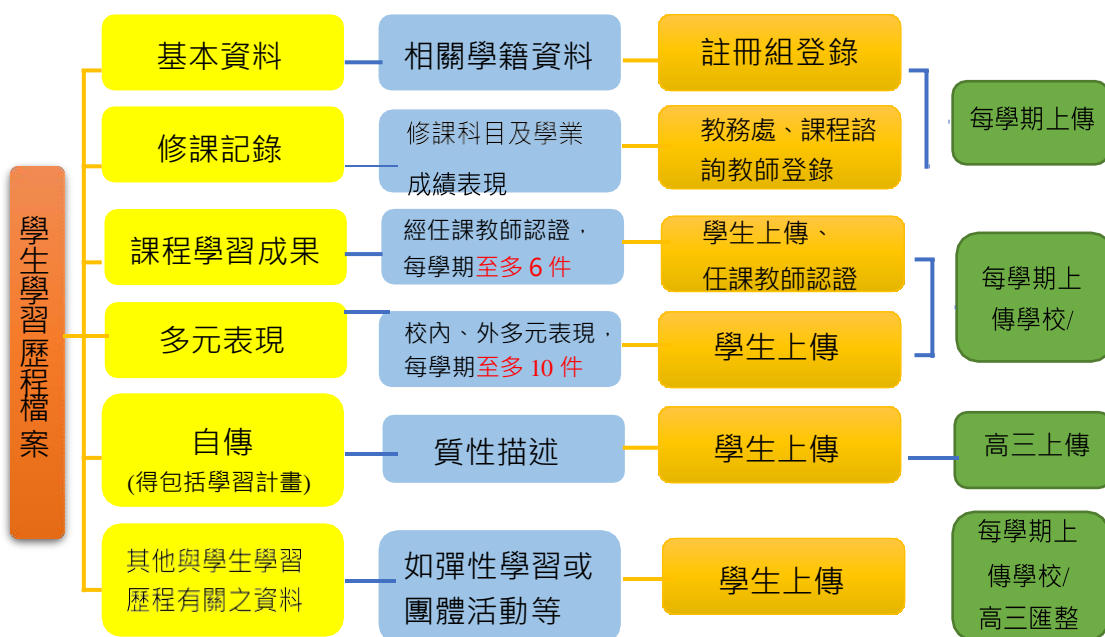 學生學習歷程檔案
基本資料
相關學籍資料
註冊組登錄
每學期上傳
修課記錄
修課科目及學業
成績表現
教務處、課程諮
詢教師登錄
課程學習成果
經任課教師認證，
每學期至多 6 件
學生上傳、
任課教師認證
每學期上
傳學校/
多元表現
校內、外多元表現，
每學期至多 10 件
學生上傳
自傳
(得包括學習計畫)
質性描述
學生上傳
高三上傳
其他與學生學習
歷程有關之資料
如彈性學習或
團體活動等
學生上傳
每學期上
傳學校/
高三匯整